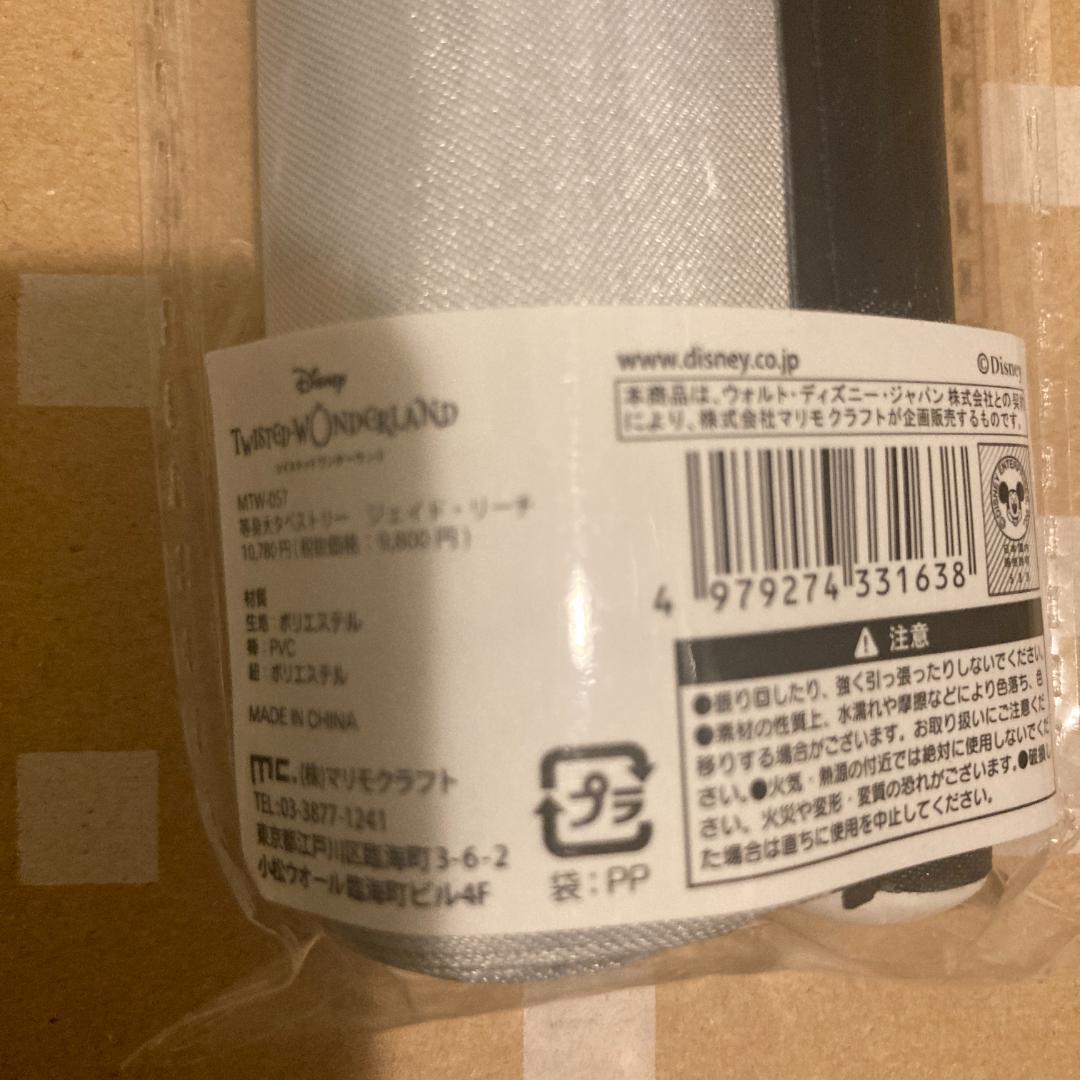 Disney
TWISTED-WONDERLAND
ツイステッドワンダーランド
MTW-057
等身大タペストリー　ジェイド・リーチ
10,780円(税抜価格：9,800円)
材質
生地：ポリエステル
棒：PVC
紐：ポリエステル
MADE IN CHINA
mc. (株)マリモクラフト
TEL:03-3877-1241
東京都江戸川区臨海町3-6-2
小松ウオール臨海町ビル4F
プラ
袋：PP
www.disney.co.jp
©Disney
本商品は、ウォルト・ディズニー・ジャパン株式会社との契約
により、株式会社マリモクラフトが企画販売するものです。
4 979274 331638
注意
●振り回したり、強く引っ張ったりしないでください。
●素材の性質上、水濡れや摩擦などにより色落ち、色
移りする場合がございます。お取り扱いにご注意くだ
さい。●火気・熱源の付近では絶対に使用しないでくだ
さい。火災や変形・変質の恐れがございます。●破損し
た場合は直ちに使用を中止してください。